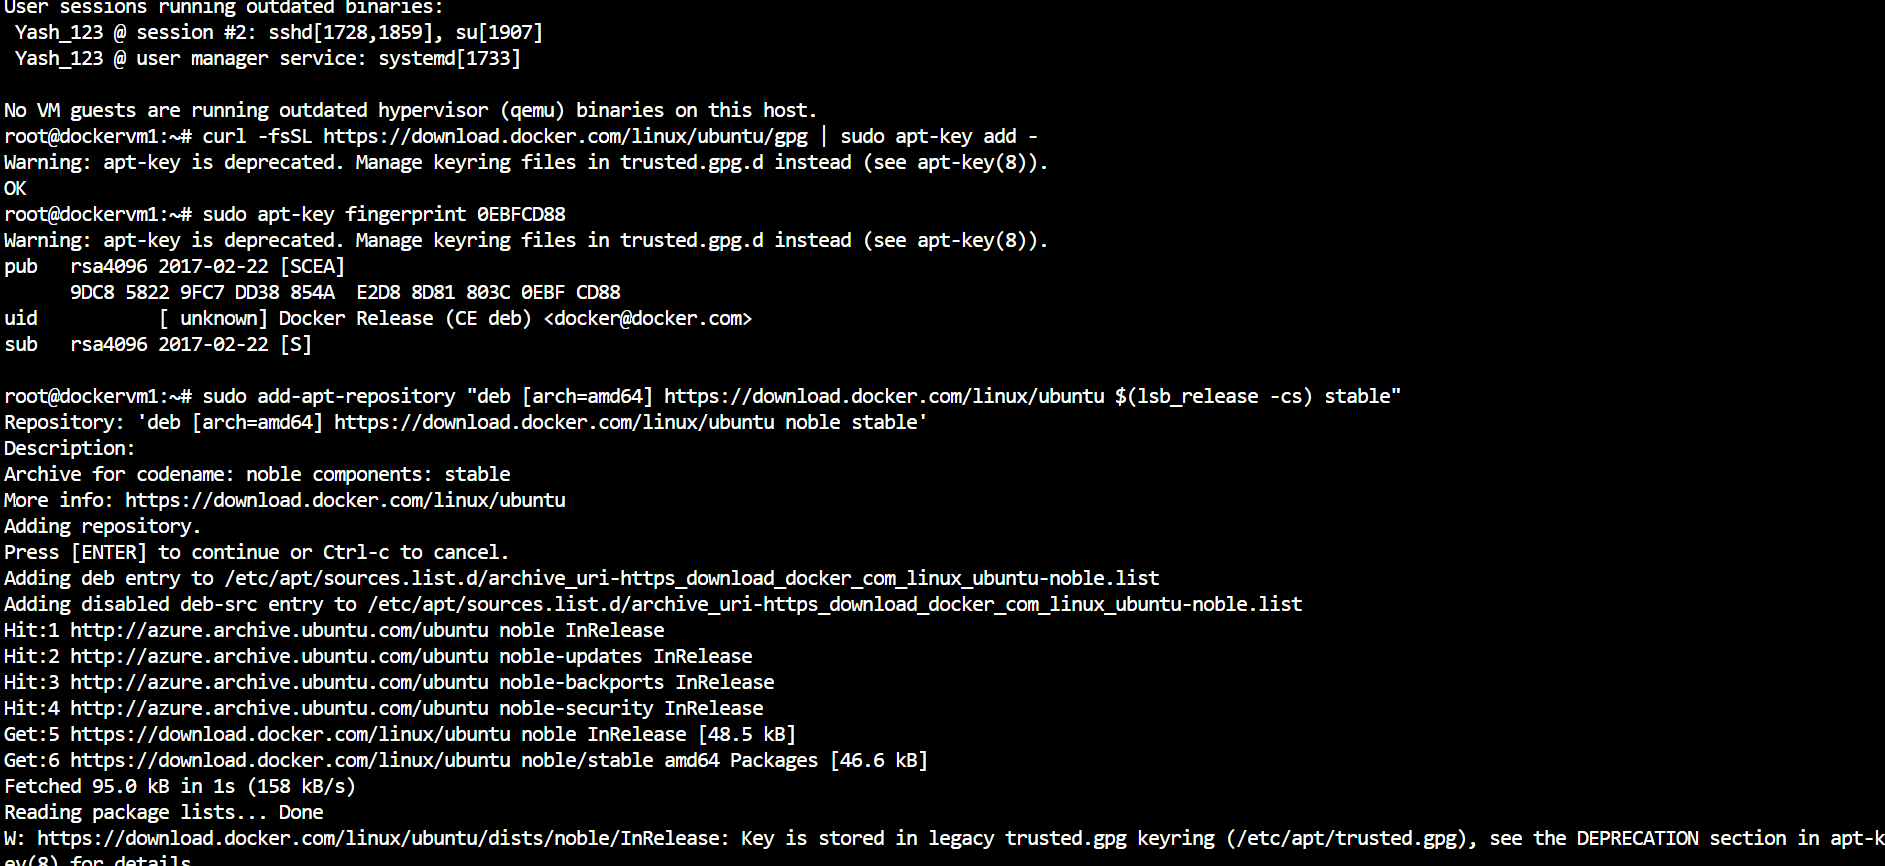 User sessions running outdated binaries:
Yash_123 @ session #2: sshd[1728,1859], su[1907]
Yash_123 @ user manager service: systemd[1733]
No VM guests are running outdated hypervisor (qemu) binaries on this host.
root@dockervm1:~# curl -fsSL https://download.docker.com/linux/ubuntu/gpg | sudo apt-key add -
Warning: apt-key is deprecated. Manage keyring files in trusted.gpg.d instead (see apt-key(8)).
OK
root@dockervm1:~# sudo apt-key fingerprint 0EBFCD88
Warning: apt-key is deprecated. Manage keyring files in trusted.gpg.d instead (see apt-key(8)).
pub   rsa4096 2017-02-22 [SCEA]
      9DC8 5822 9FC7 DD38 854A  E2D8 8D81 803C 0EBF CD88
uid           [ unknown] Docker Release (CE deb) <docker@docker.com>
sub   rsa4096 2017-02-22 [S]
root@dockervm1:~# sudo add-apt-repository "deb [arch=amd64] https://download.docker.com/linux/ubuntu $(lsb_release -cs) stable"
Repository: 'deb [arch=amd64] https://download.docker.com/linux/ubuntu noble stable'
Description:
Archive for codename: noble components: stable
More info: https://download.docker.com/linux/ubuntu
Adding repository.
Press [ENTER] to continue or Ctrl-c to cancel.
Adding deb entry to /etc/apt/sources.list.d/archive_uri-https_download_docker_com_linux_ubuntu-noble.list
Adding disabled deb-src entry to /etc/apt/sources.list.d/archive_uri-https_download_docker_com_linux_ubuntu-noble.list
Hit:1 http://azure.archive.ubuntu.com/ubuntu noble InRelease
Hit:2 http://azure.archive.ubuntu.com/ubuntu noble-updates InRelease
Hit:3 http://azure.archive.ubuntu.com/ubuntu noble-backports InRelease
Hit:4 http://azure.archive.ubuntu.com/ubuntu noble-security InRelease
Get:5 https://download.docker.com/linux/ubuntu noble InRelease [48.5 kB]
Get:6 https://download.docker.com/linux/ubuntu noble/stable amd64 Packages [46.6 kB]
Fetched 95.0 kB in 1s (158 kB/s)
Reading package lists... Done
W: https://download.docker.com/linux/ubuntu/dists/noble/InRelease: Key is stored in legacy trusted.gpg keyring (/etc/apt/trusted.gpg), see the DEPRECATION section in apt-k
ey(8) for details.